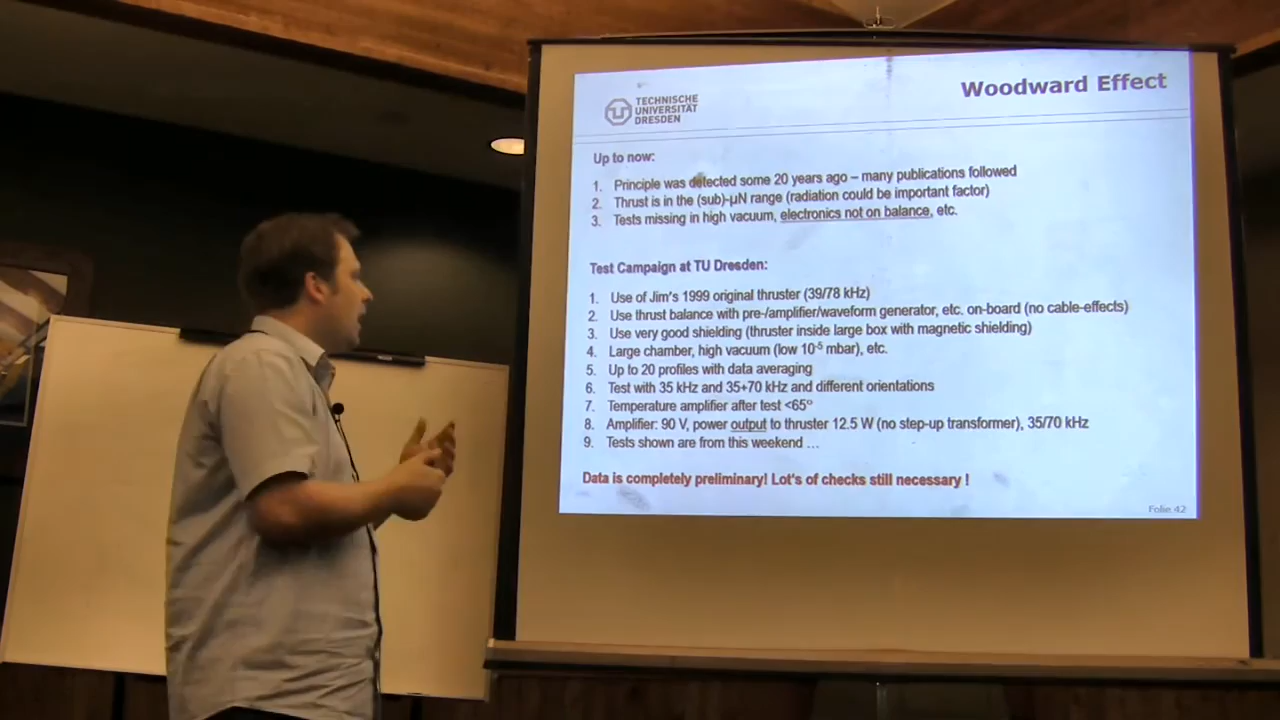 TECHNISCHE
UNIVERSITÄT
DRESDEN
Woodward Effect
Up to now:
1. Principle was detected some 20 years ago – many publications followed
2. Thrust is in the (sub)-µN range (radiation could be important factor)
3. Tests missing in high vacuum, electronics not on balance, etc.
Test Campaign at TU Dresden:
1. Use of Jim's 1999 original thruster (39/78 kHz)
2. Use thrust balance with pre-/amplifier/waveform generator, etc. on-board (no cable-effects)
3. Use very good shielding (thruster inside large box with magnetic shielding)
4. Large chamber, high vacuum (low 10⁻⁵ mbar), etc.
5. Up to 20 profiles with data averaging
6. Test with 35 kHz and 35+70 kHz and different orientations
7. Temperature amplifier after test <65°
8. Amplifier: 90 V, power output to thruster 12.5 W (no step-up transformer), 35/70 kHz
9. Tests shown are from this weekend ...
Data is completely preliminary! Lot's of checks still necessary !
Folie 42